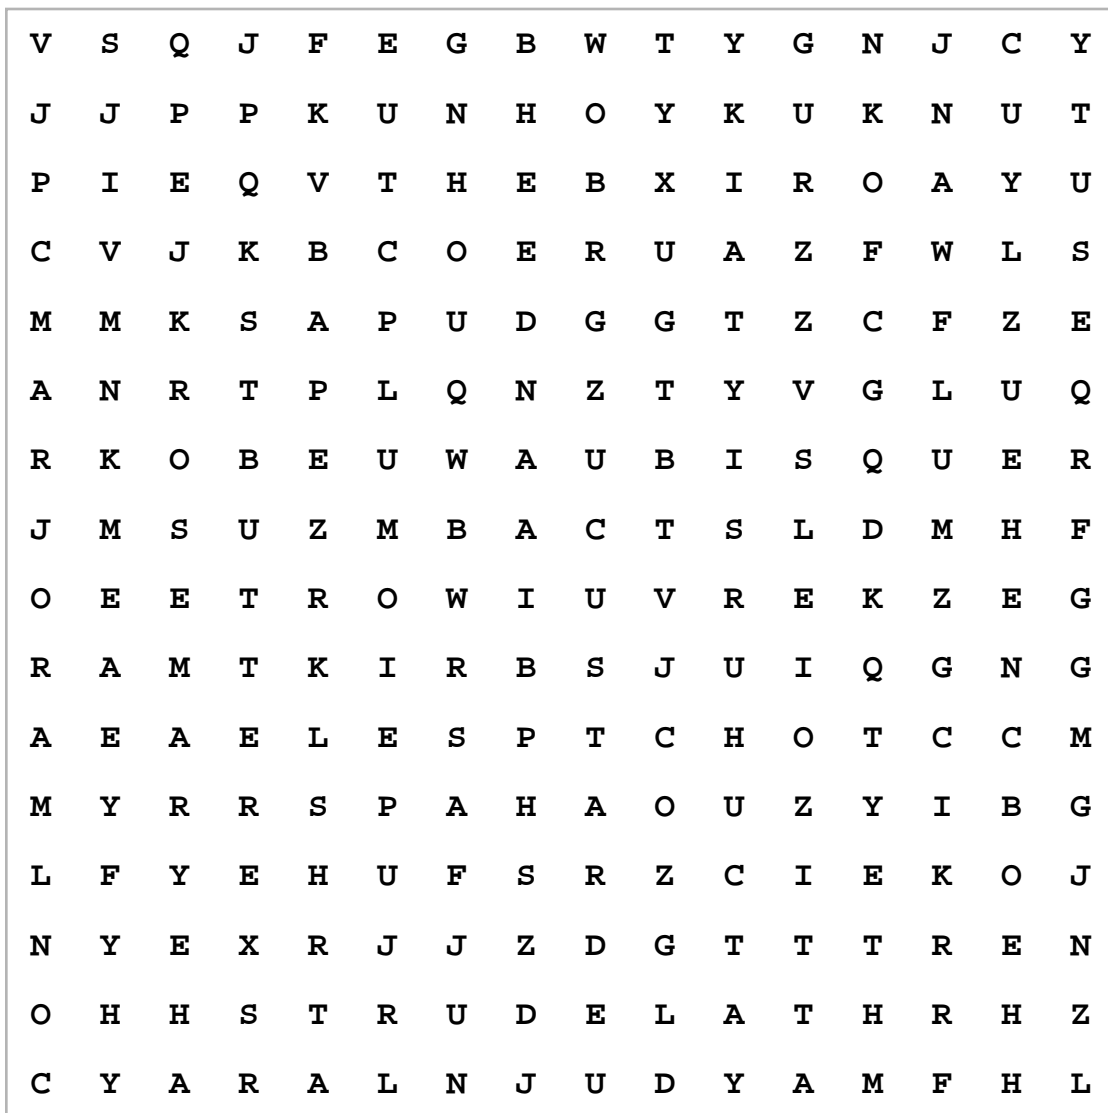 V S Q J F E G B W T Y G N J C Y
J J P P K U N H O Y K U K N U T
P I E Q V T H E B X I R O A Y U
C V J K B C O E R U A Z F W L S
M M K S A P U D G G T Z C F Z E
A N R T P L Q N Z T Y V G L U Q
R K O B E U W A U B I S Q U E R
J M S U Z M B A C T S L D M H F
O E E T R O W I U V R E K Z E G
R A M T K I R B S J U I Q G N G
A E A E L E S P T C H O T C C M
M Y R R S P A H A O U Z Y I B G
L F Y E H U F S R Z C I E K O J
N Y E X R J J Z D G T T T R E N
O H H S T R U D E L A T H R H Z
C Y A R A L N J U D Y A M F H L